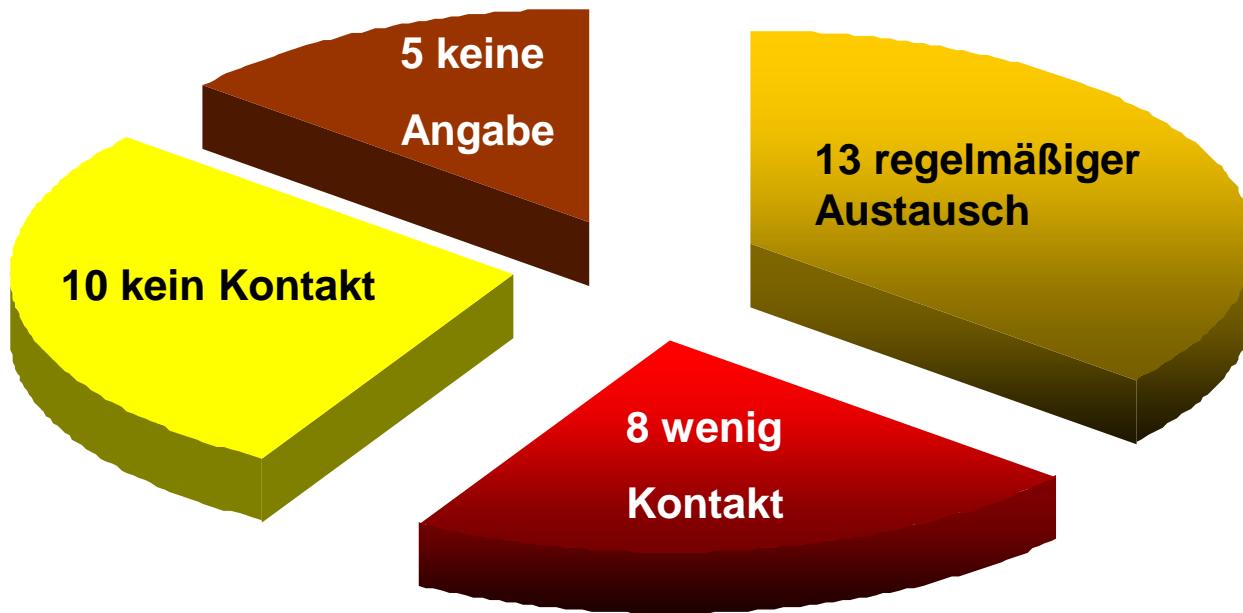 5 keine
Angabe
13 regelmäßiger
Austausch
10 kein Kontakt
8 wenig
Kontakt